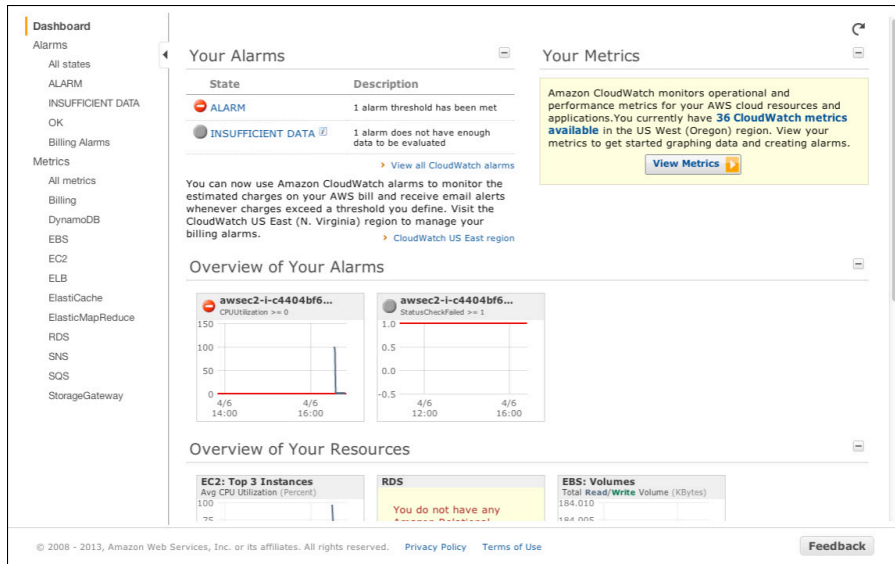 Dashboard
Alarms
All states
ALARM
INSUFFICIENT DATA
OK
Billing Alarms
Metrics
All metrics
Billing
DynamoDB
EBS
EC2
ELB
ElastiCache
ElasticMapReduce
RDS
SNS
SQS
StorageGateway
Your Alarms
State Description
ALARM 1 alarm threshold has been met
INSUFFICIENT DATA i 1 alarm does not have enough
data to be evaluated
View all CloudWatch alarms
You can now use Amazon CloudWatch alarms to monitor the
estimated charges on your AWS bill and receive email alerts
whenever charges exceed a threshold you define. Visit the
CloudWatch US East (N. Virginia) region to manage your
billing alarms.
CloudWatch US East region
Your Metrics
Amazon CloudWatch monitors operational and
performance metrics for your AWS cloud resources and
applications.You currently have 36 CloudWatch metrics
available in the US West (Oregon) region. View your
metrics to get started graphing data and creating alarms.
View Metrics
Overview of Your Alarms
awsec2-i-c4404bf6...
CPUUtilization >= 0
150
100
50
0
4/6 4/6
14:00 16:00
awsec2-i-c4404bf6...
StatusCheckFailed >= 1
1.0
0.5
0.0
-0.5
4/6 4/6
12:00 16:00
Overview of Your Resources
EC2: Top 3 Instances
Avg CPU Utilization (Percent)
100
75
RDS
You do not have any
Amazon Relational
EBS: Volumes
Total Read/Write Volume (KBytes)
184.010
184.005
© 2008 - 2013, Amazon Web Services, Inc. or its affiliates. All rights reserved. Privacy Policy Terms of Use
Feedback